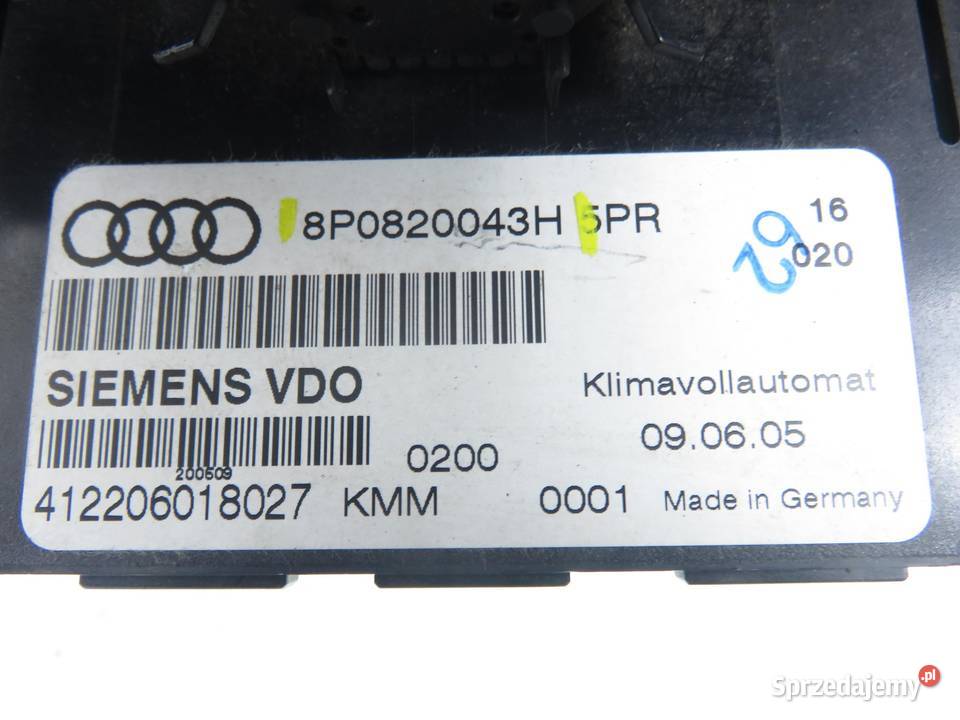 8P0820043H 5PR
16
020
62
SIEMENS VDO
Klimavollautomat
09.06.05
200509
0200
412206018027 KMM
0001 Made in Germany
Sprzedajemy.pl